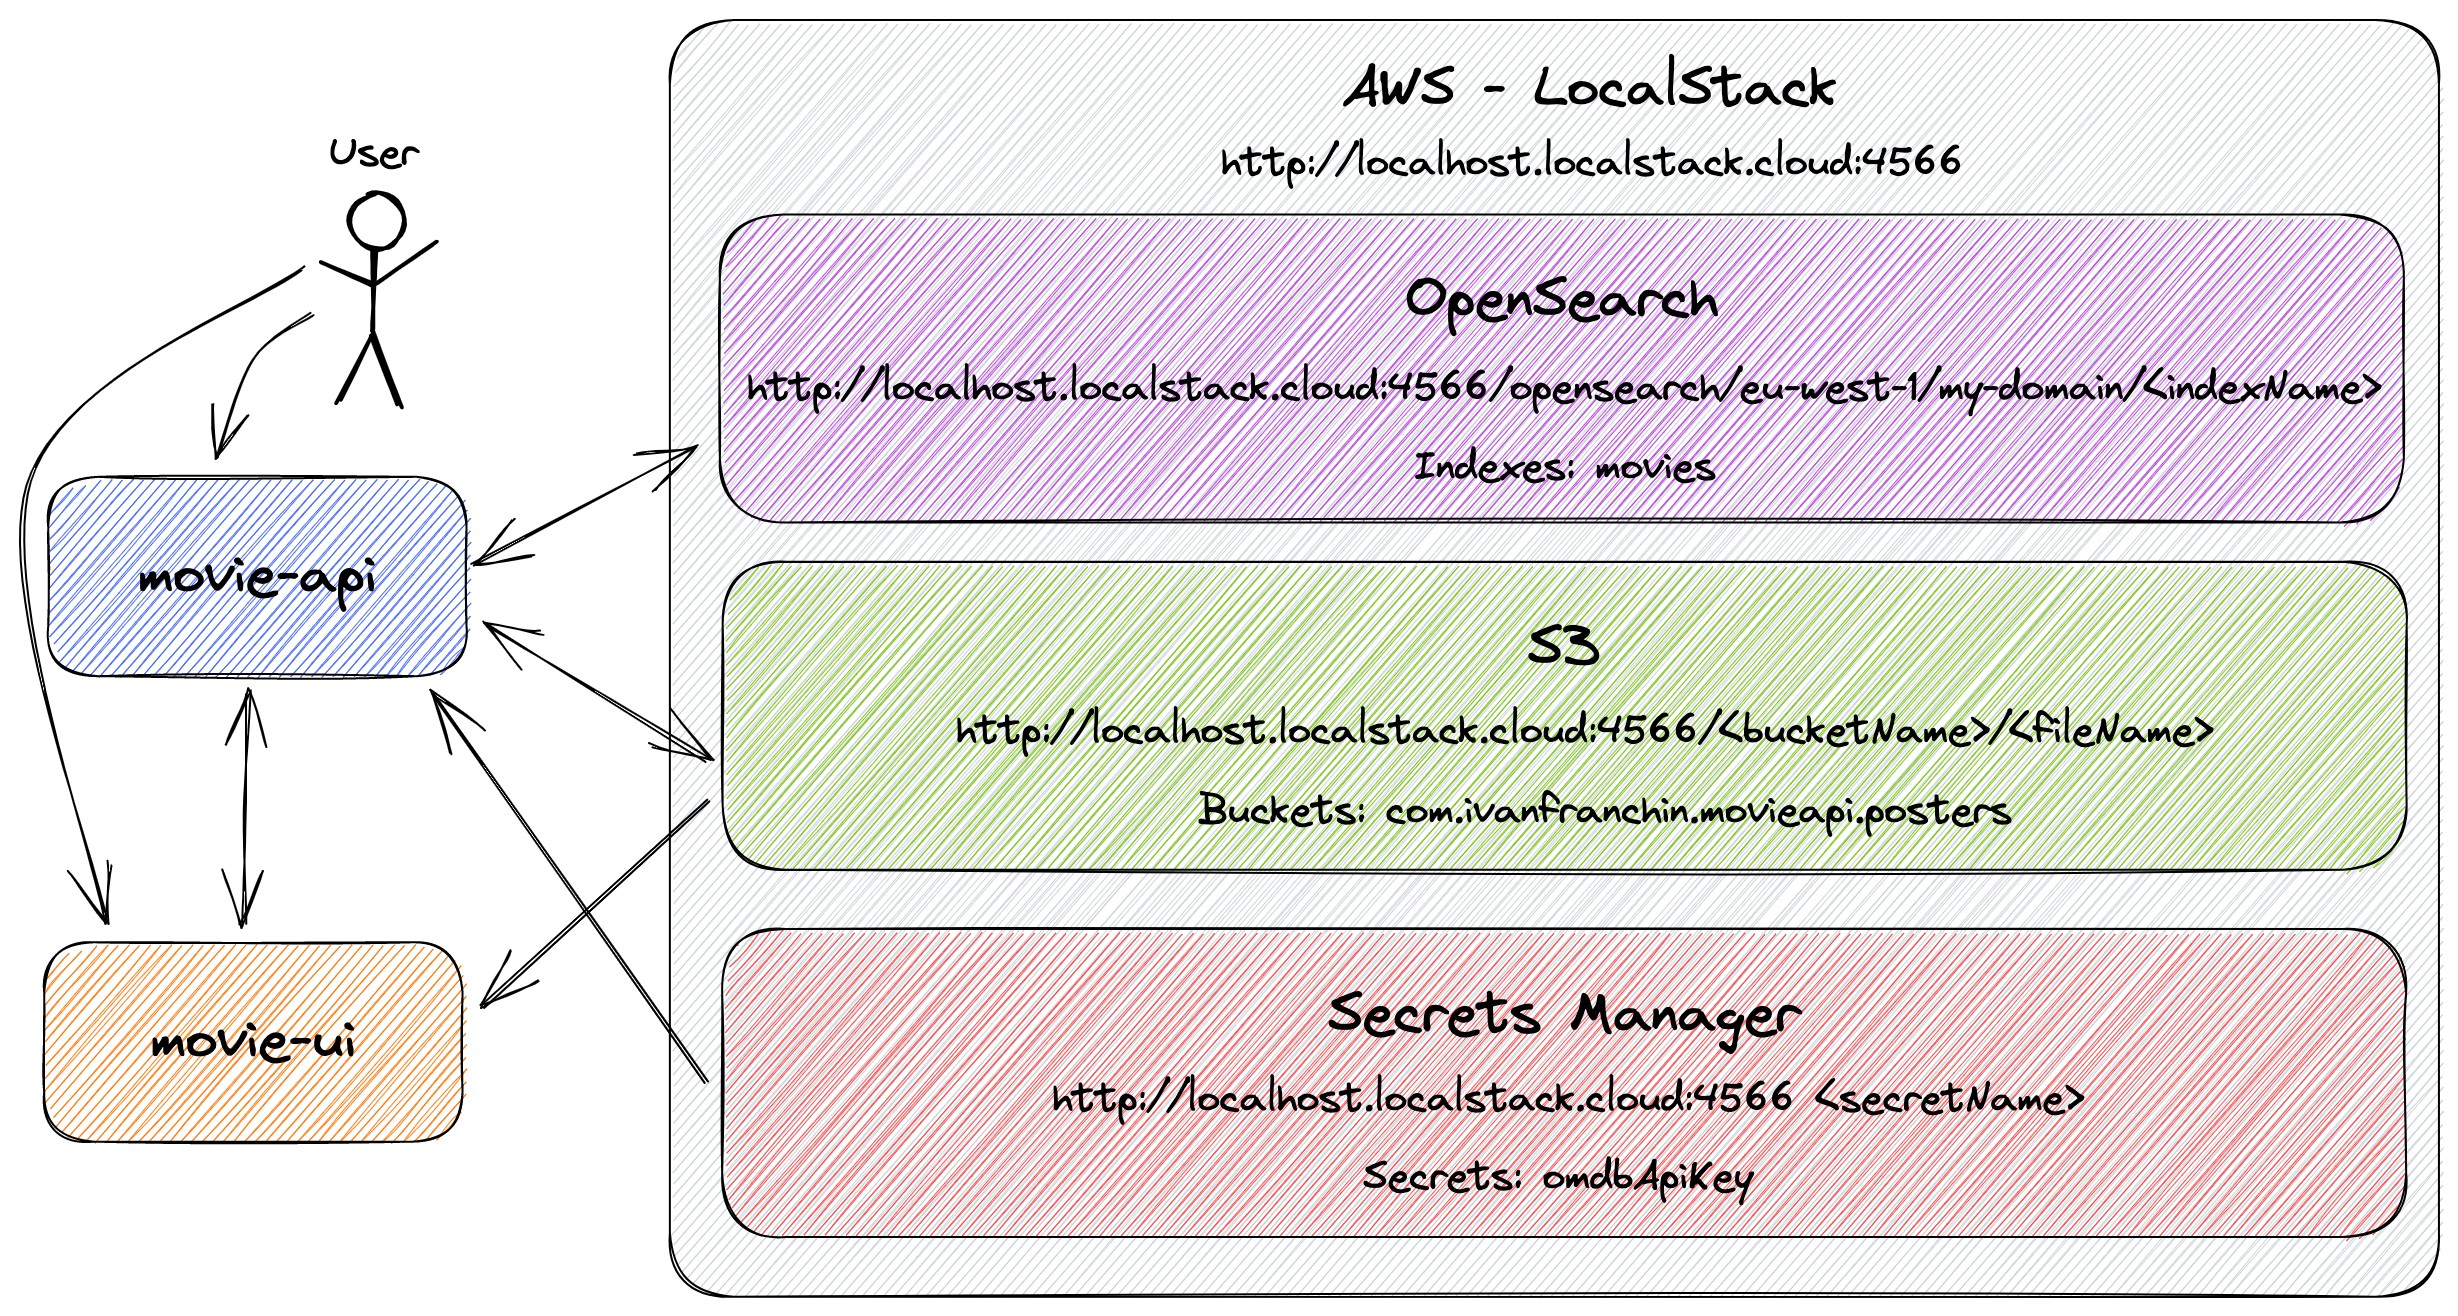 AWS - LocalStack
http://localhost.localstack.cloud:4566
User
OpenSearch
http://localhost.localstack.cloud:4566/opensearch/eu-west-1/my-domain/<indexName>
Indexes: movies
movie-api
S3
http://localhost.localstack.cloud:4566/<bucketName>/<fileName>
Buckets: com.ivanfranchin.movieapi.posters
movie-ui
Secrets Manager
http://localhost.localstack.cloud:4566 <secretName>
Secrets: omdbApiKey